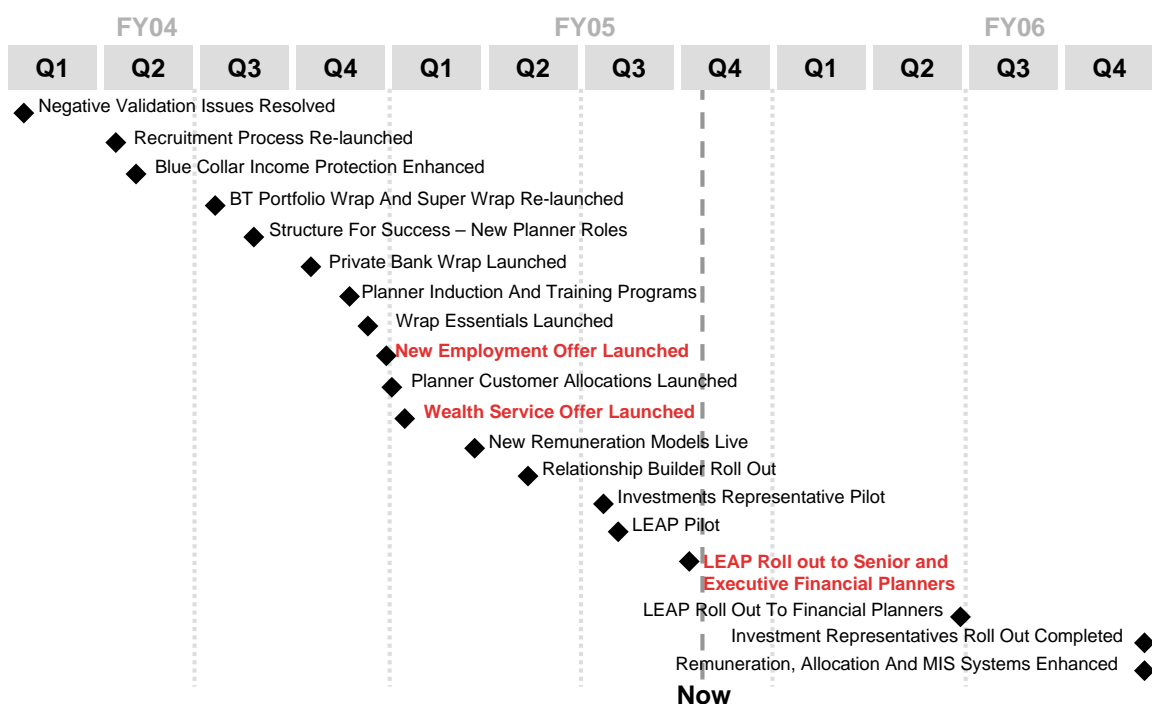 FY04 FY05 FY06
Q1 Q2 Q3 Q4 Q1 Q2 Q3 Q4 Q1 Q2 Q3 Q4
Negative Validation Issues Resolved
Recruitment Process Re-launched
Blue Collar Income Protection Enhanced
BT Portfolio Wrap And Super Wrap Re-launched
Structure For Success – New Planner Roles
Private Bank Wrap Launched
Planner Induction And Training Programs
Wrap Essentials Launched
New Employment Offer Launched
Planner Customer Allocations Launched
Wealth Service Offer Launched
New Remuneration Models Live
Relationship Builder Roll Out
Investments Representative Pilot
LEAP Pilot
LEAP Roll out to Senior and
Executive Financial Planners
LEAP Roll Out To Financial Planners
Investment Representatives Roll Out Completed
Remuneration, Allocation And MIS Systems Enhanced
Now